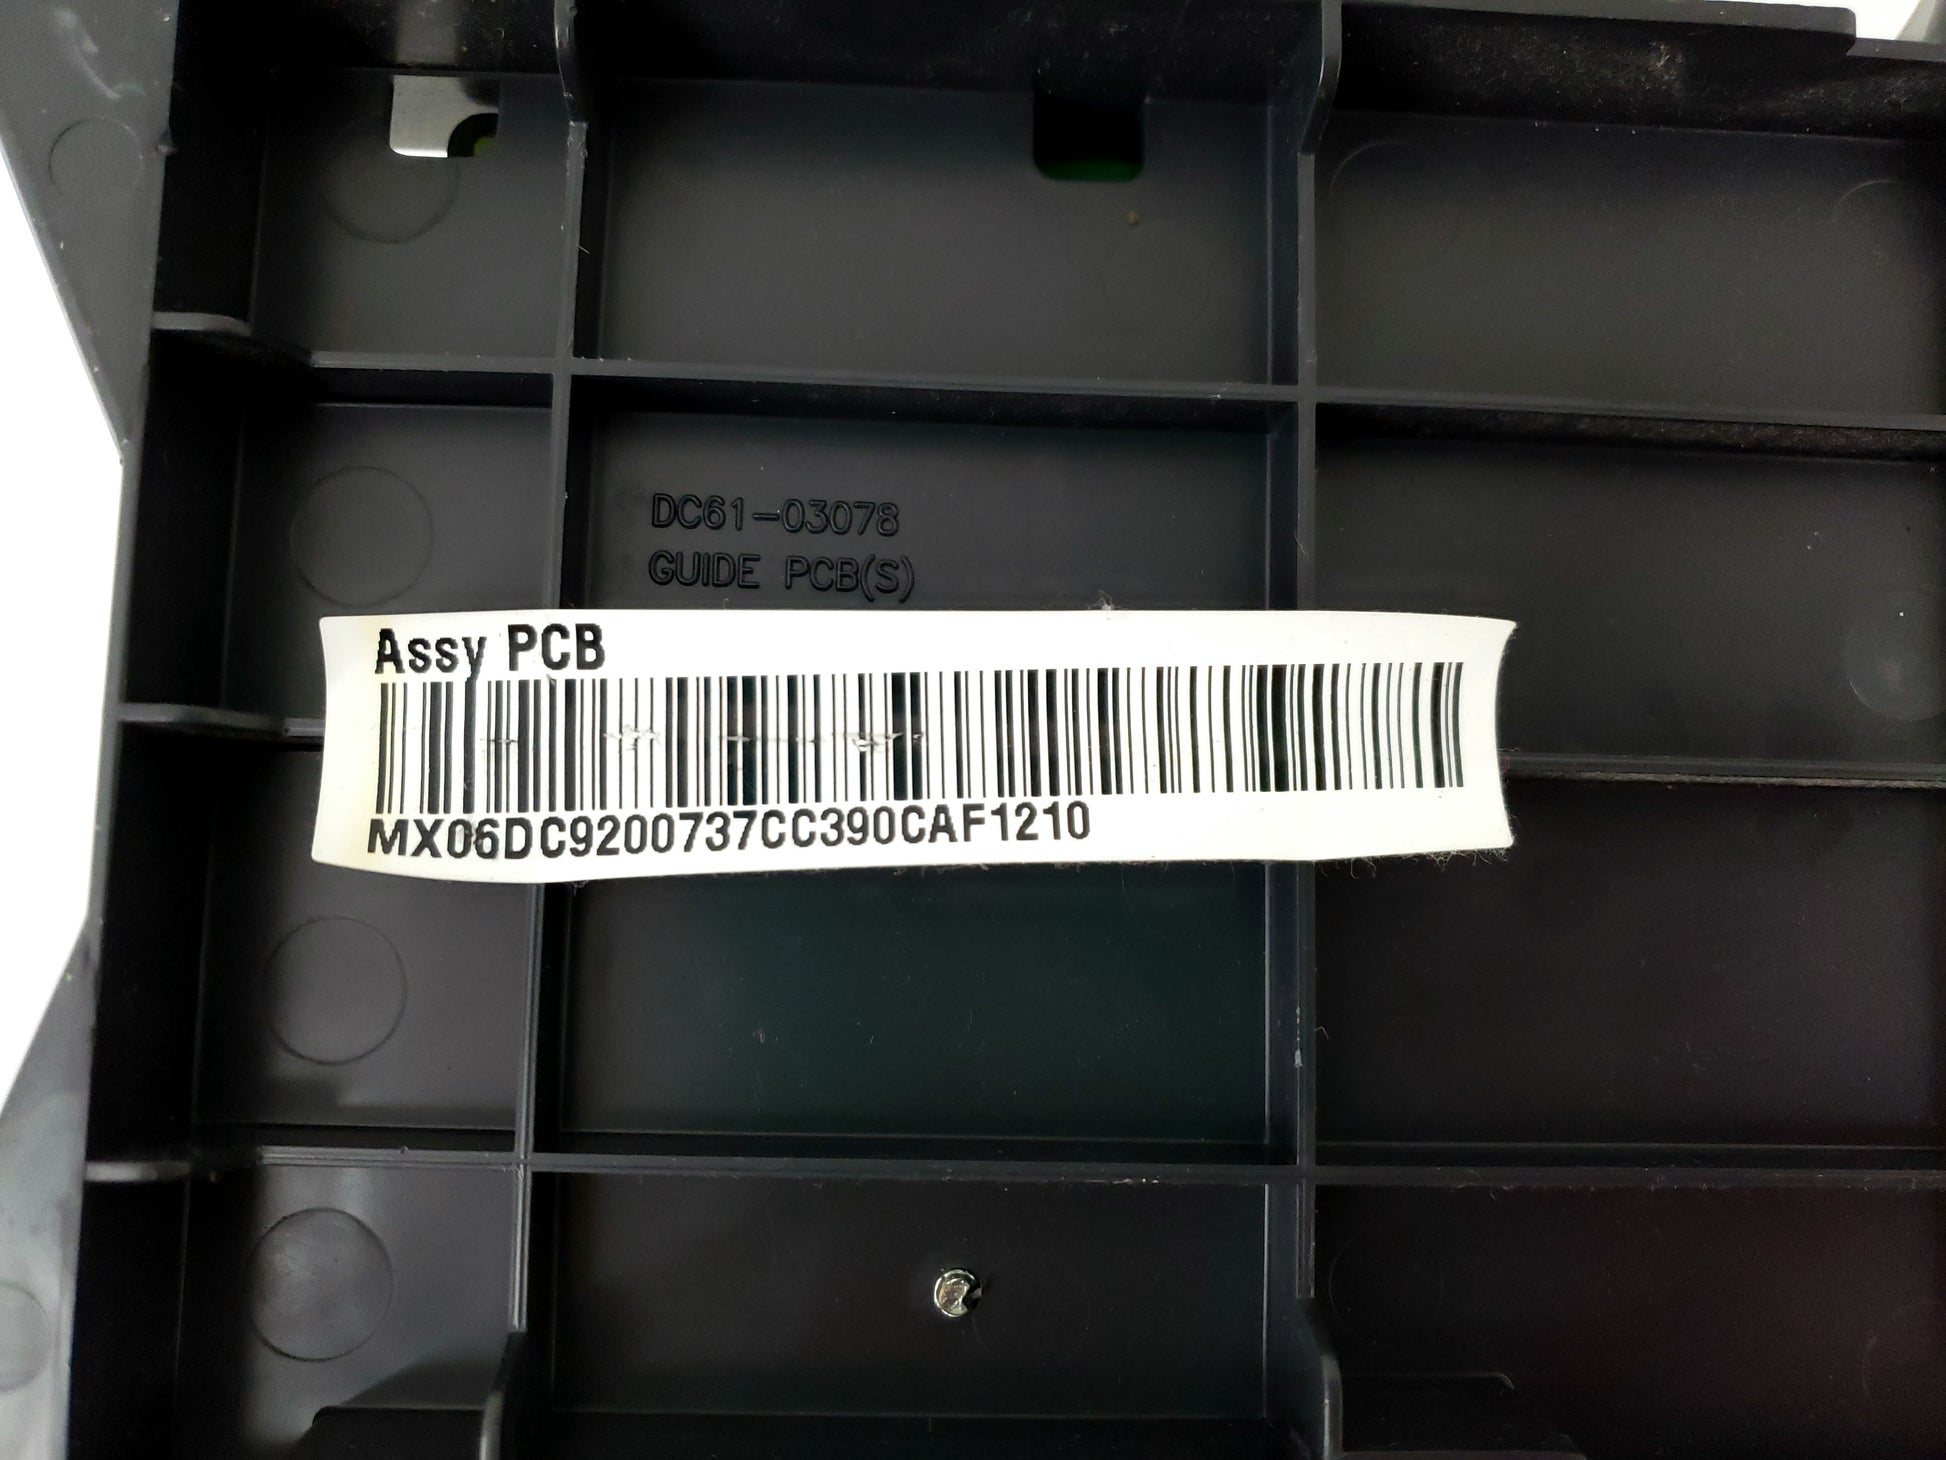 DC61-03078
GUIDE PCB(S)
Assy PCB
MX06DC9200737CC390CAF1210